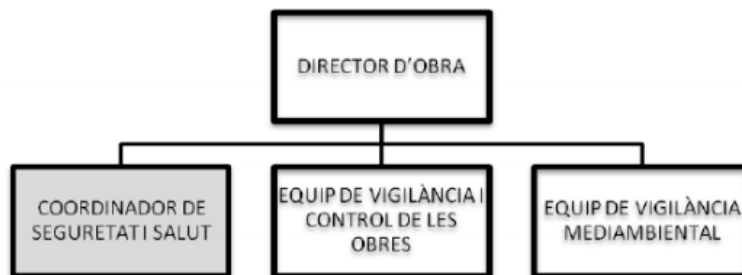 DIRECTOR D'OBRA
COORDINADOR DE
SEGURETAT I SALUT
EQUIP DE VIGILÀNCIA I
CONTROL DE LES
OBRES
EQUIP DE VIGILÀNCIA
MEDIAMBIENTAL